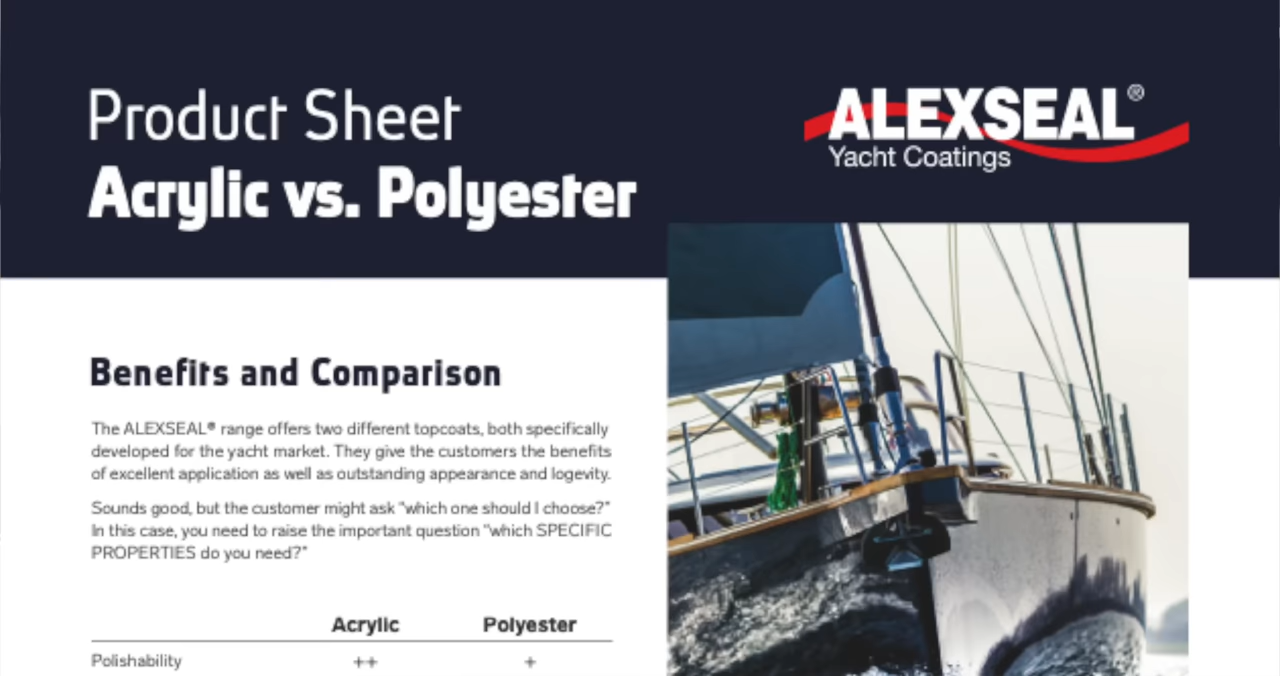 Product Sheet
Acrylic vs. Polyester
ALEXSEAL®
Yacht Coatings
Benefits and Comparison
The ALEXSEAL® range offers two different topcoats, both specifically
developed for the yacht market. They give the customers the benefits
of excellent application as well as outstanding appearance and logevity.
Sounds good, but the customer might ask "which one should I choose?"
In this case, you need to raise the important question "which SPECIFIC
PROPERTIES do you need?"
Acrylic Polyester
Polishability ++ +